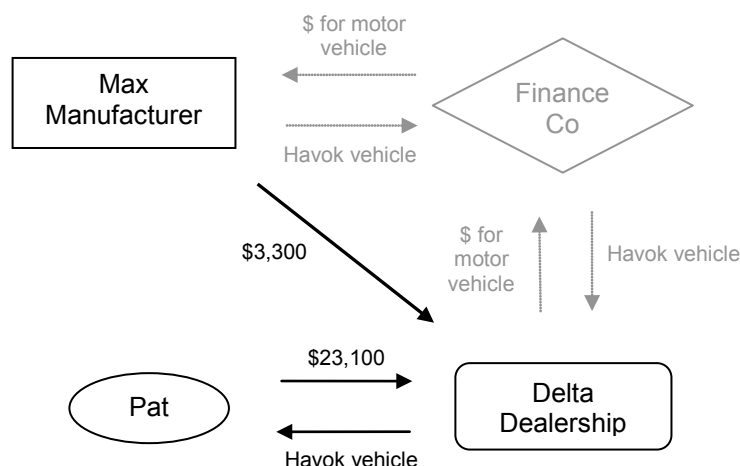 $ for motor
vehicle
Max
Manufacturer
Finance
Co
Havok vehicle
$3,300
$ for
motor
vehicle
Havok vehicle
$23,100
Pat
Delta
Dealership
Havok vehicle